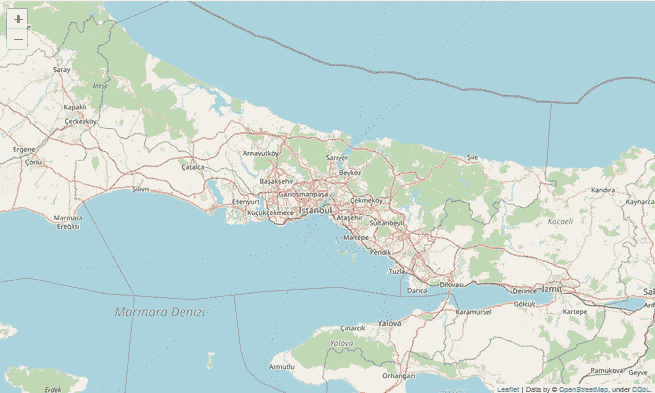 +
−
Saray
Meşe
Kapaklı
Çerkezköy
Ergene
Çorlu
Çatalca
Arnavutköy
Sarıyer
Şile
Beykoz
Başakşehir
Gaziosmanpaşa
Silivri
Esenyurt
Küçükçekmece
İstanbul
Çekmeköy
Ataşehir
Sultanbeyli
Kandıra
Kaynarca
Marmara
Ereğlisi
Maltepe
Kocaeli
Pendik
Tuzla
Darıca
Dilovası
Derince
İzmit
Gölcük
Kartepe
Karamürsel
Marmara Denizi
Çınarcık
Yalova
Yalova
Armutlu
Orhangazi
Pamukova
Geyve
Erdek
Leaflet | Data by © OpenStreetMap, under ODbL.